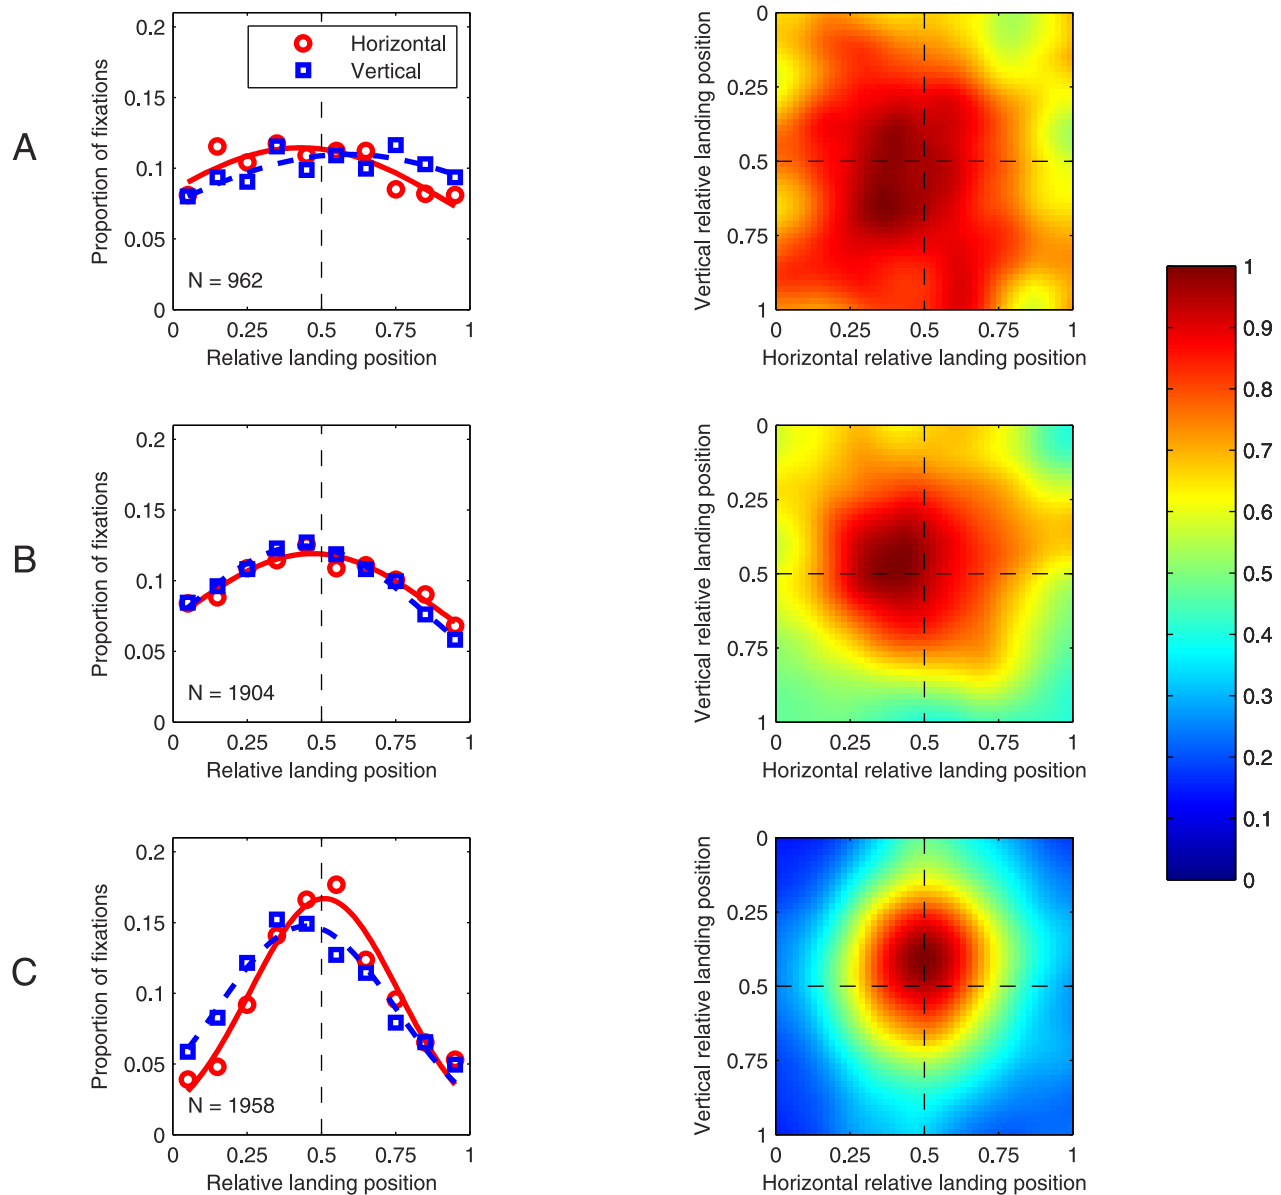 A
Proportion of fixations
0.2
0.15
0.1
0.05
0
Horizontal
Vertical
N = 962
0 0.25 0.5 0.75 1
Relative landing position
Vertical relative landing position
0
0.25
0.5
0.75
1
0 0.25 0.5 0.75 1
Horizontal relative landing position
B
Proportion of fixations
0.2
0.15
0.1
0.05
0
N = 1904
0 0.25 0.5 0.75 1
Relative landing position
Vertical relative landing position
0
0.25
0.5
0.75
1
0 0.25 0.5 0.75 1
Horizontal relative landing position
C
Proportion of fixations
0.2
0.15
0.1
0.05
0
N = 1958
0 0.25 0.5 0.75 1
Relative landing position
Vertical relative landing position
0
0.25
0.5
0.75
1
0 0.25 0.5 0.75 1
Horizontal relative landing position
1
0.9
0.8
0.7
0.6
0.5
0.4
0.3
0.2
0.1
0